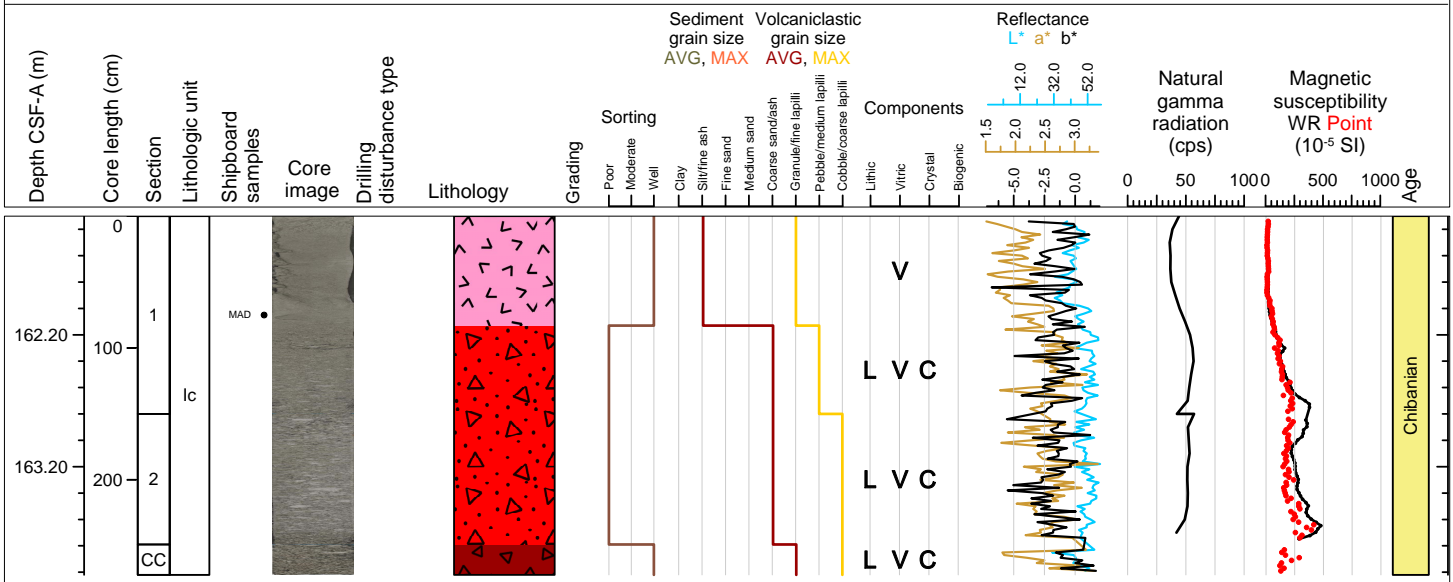 Depth CSF-A (m)
Core length (cm)
Section
Lithologic unit
Shipboard
samples
Core
image
Drilling
disturbance type
Lithology
Grading
Sorting
Poor
Moderate
Well
Sediment
grain size
AVG, MAX
Volcaniclastic
grain size
AVG, MAX
Clay
Silt/fine ash
Fine sand
Medium sand
Coarse sand/ash
Granule/fine lapilli
Pebble/medium lapilli
Cobble/coarse lapilli
Components
Lithic
Vitric
Crystal
Biogenic
Reflectance
L* a* b*
12.0 32.0 52.0
1.5 2.0 2.5 3.0
-5.0 -2.5 0.0
Natural
gamma
radiation
(cps)
0 50 100
Magnetic
susceptibility
WR Point
(10-5 SI)
0 500 1000
Age
0
100
200
162.20
163.20
1
2
CC
Ic
MAD
V
L V C
L V C
L V C
Chibanian